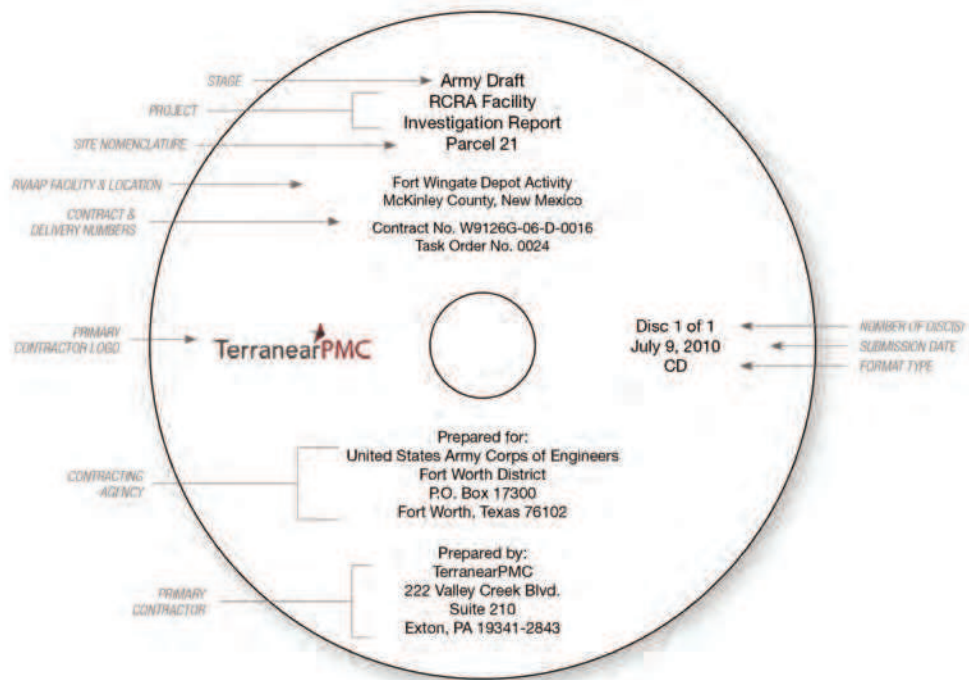 STAGE
Army Draft
PROJECT
RCRA Facility
Investigation Report
SITE NOMENCLATURE
Parcel 21
RVAAP FACILITY & LOCATION
Fort Wingate Depot Activity
McKinley County, New Mexico
CONTRACT &
DELIVERY NUMBERS
Contract No. W9126G-06-D-0016
Task Order No. 0024
PRIMARY
CONTRACTOR LOGO
TerranearPMC
Disc 1 of 1
NUMBER OF DISC(S)
July 9, 2010
SUBMISSION DATE
CD
FORMAT TYPE
CONTRACTING
AGENCY
Prepared for:
United States Army Corps of Engineers
Fort Worth District
P.O. Box 17300
Fort Worth, Texas 76102
PRIMARY
CONTRACTOR
Prepared by:
TerranearPMC
222 Valley Creek Blvd.
Suite 210
Exton, PA 19341-2843